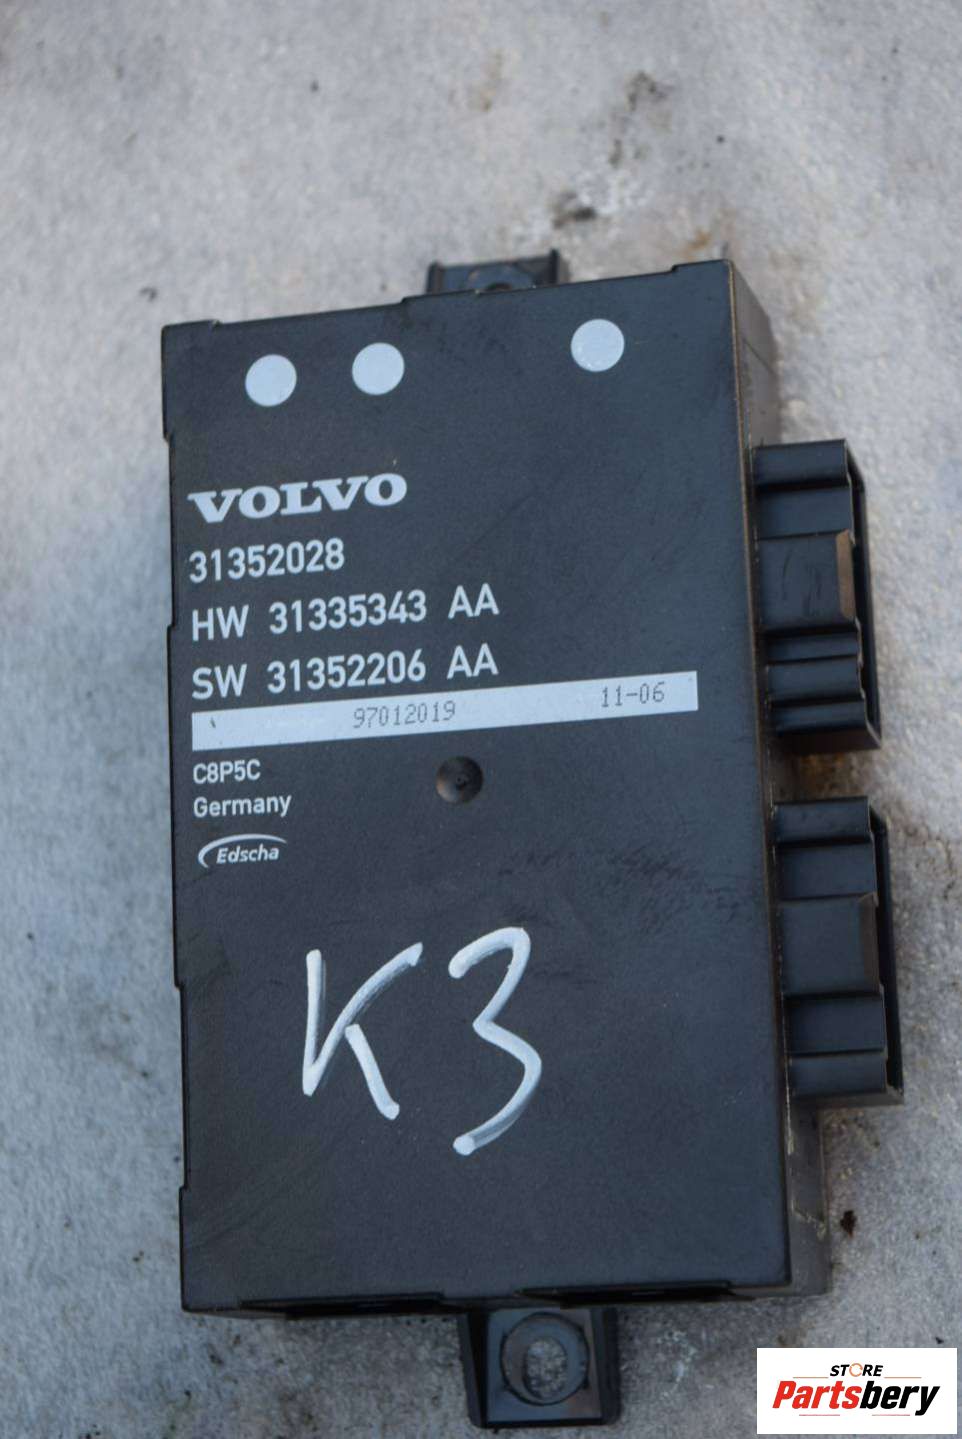 VOLVO
31352028
HW 31335343 AA
SW 31352206 AA
97012019 11-06
C8P5C
Germany
Edscha
K3
STORE
Partsbery